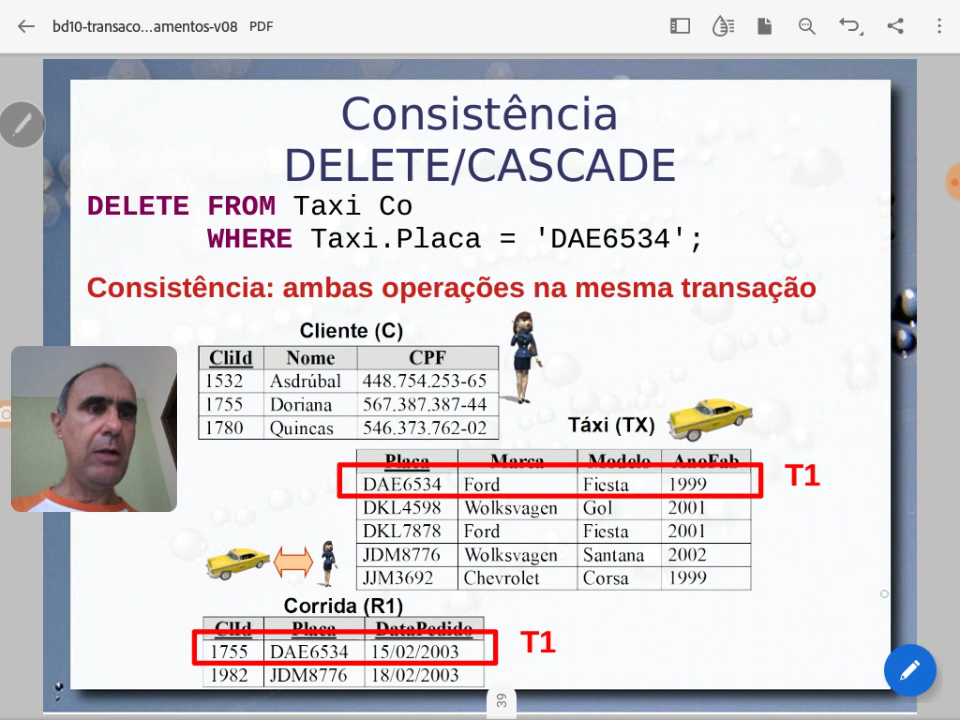 bd10-transaco...amentos-v08 PDF
Consistência
DELETE/CASCADE
DELETE FROM Taxi Co
WHERE Taxi.Placa = 'DAE6534';
Consistência: ambas operações na mesma transação
Cliente (C)
CliId Nome CPF
1532 Asdrúbal 448.754.253-65
1755 Doriana 567.387.387-44
1780 Quincas 546.373.762-02
Táxi (TX)
Placa Marca Modelo AnoFab
DAE6534 Ford Fiesta 1999
T1
DKL4598 Wolksvagen Gol 2001
DKL7878 Ford Fiesta 2001
JDM8776 Wolksvagen Santana 2002
JJM3692 Chevrolet Corsa 1999
Corrida (R1)
ClId Placa DataPedido
1755 DAE6534 15/02/2003
T1
1982 JDM8776 18/02/2003
39